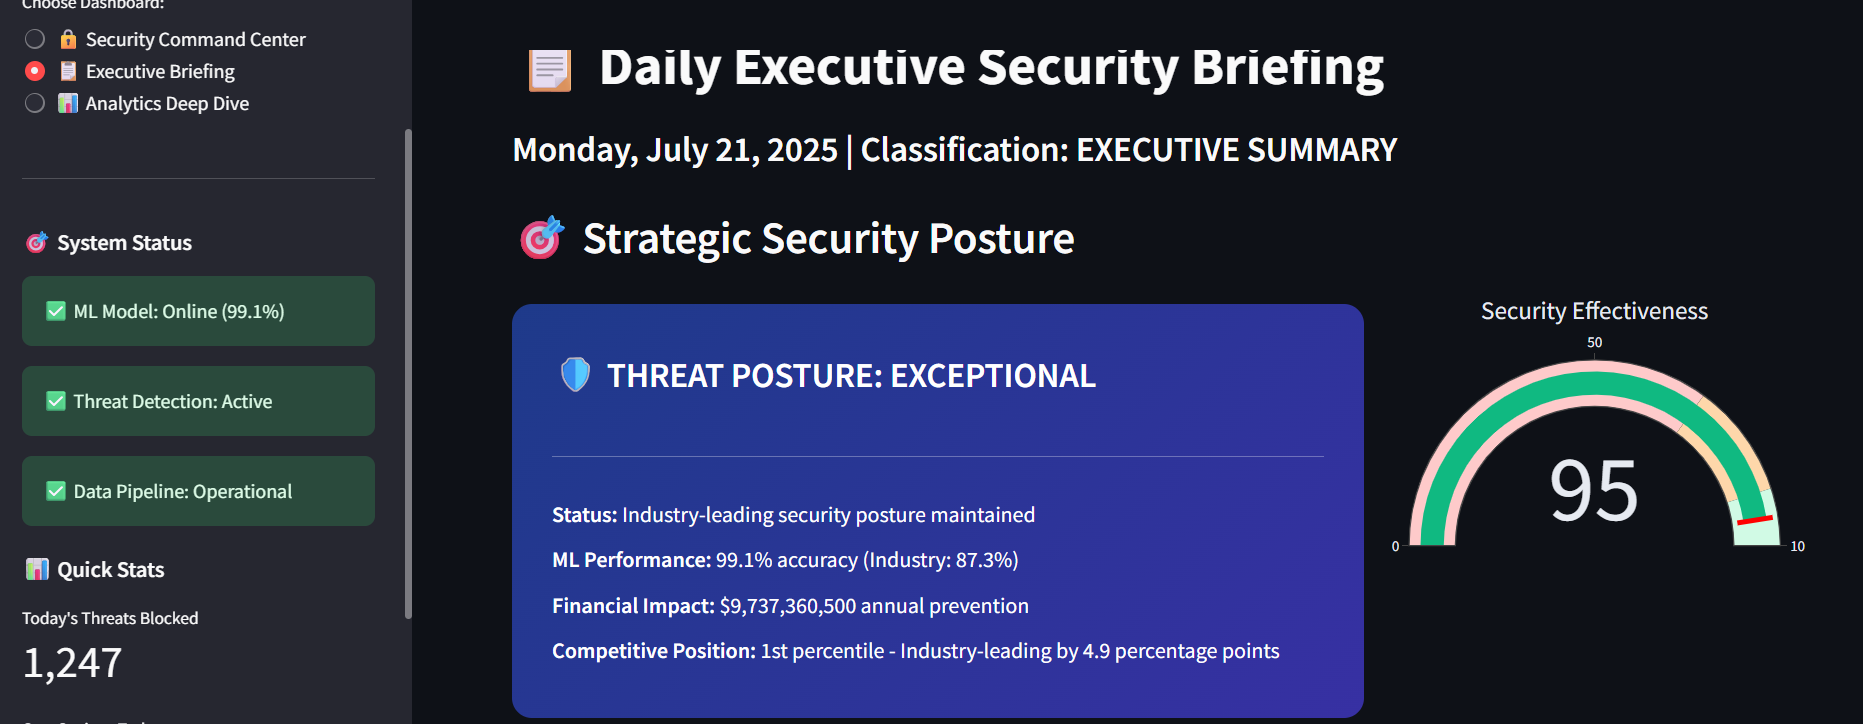 Choose Dashboard:
Security Command Center
Executive Briefing
Analytics Deep Dive
System Status
ML Model: Online (99.1%)
Threat Detection: Active
Data Pipeline: Operational
Quick Stats
Today's Threats Blocked
1,247
Daily Executive Security Briefing
Monday, July 21, 2025 | Classification: EXECUTIVE SUMMARY
Strategic Security Posture
THREAT POSTURE: EXCEPTIONAL
Status: Industry-leading security posture maintained
ML Performance: 99.1% accuracy (Industry: 87.3%)
Financial Impact: $9,737,360,500 annual prevention
Competitive Position: 1st percentile - Industry-leading by 4.9 percentage points
Security Effectiveness
50
95
0
10